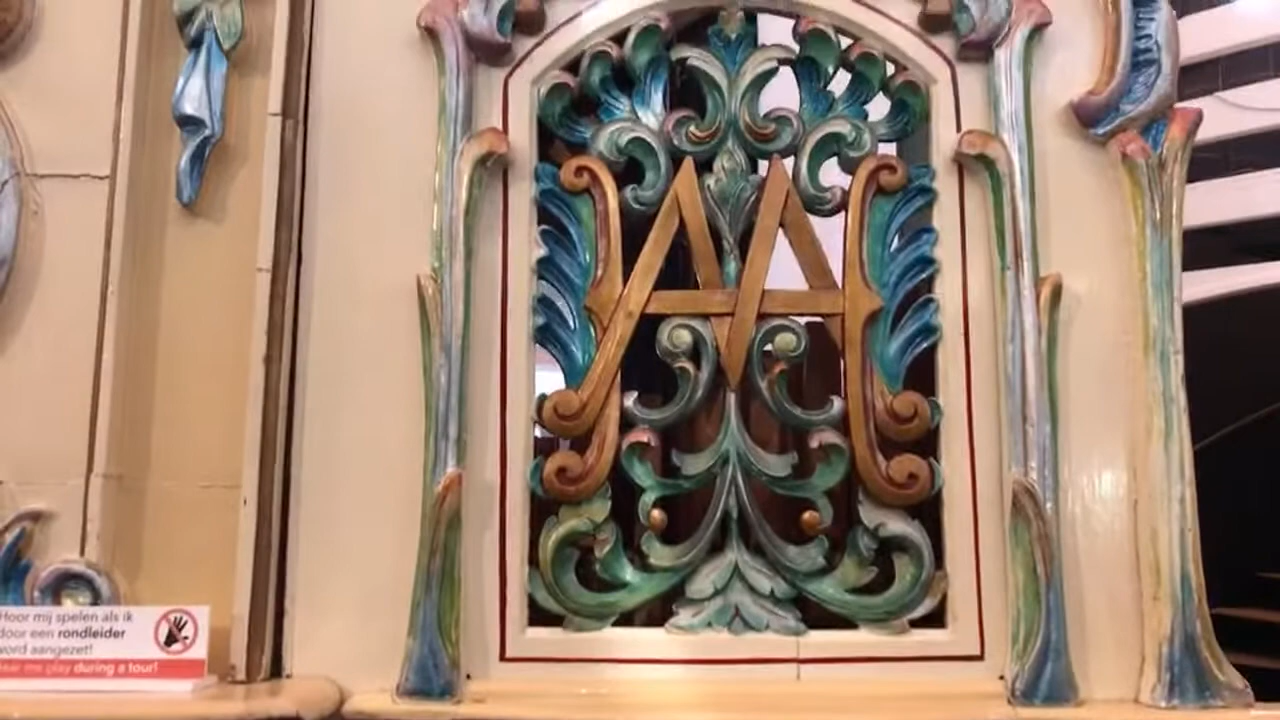 Hoor mij spelen als ik
door een rondleider
word aangezet!
Hear me play during a tour!